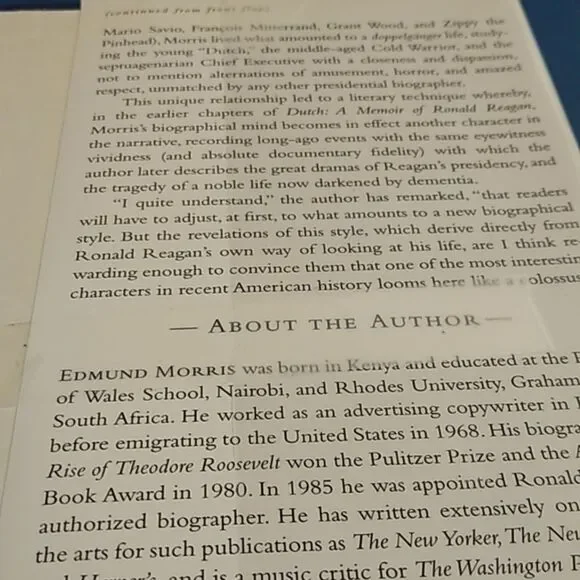 (continued from front flap)
Mario Savio, François Mitterrand, Grant Wood, and Zippy the
Pinhead), Morris lived what amounted to a doppelgänger life, study-
ing the young "Dutch," the middle-aged Cold Warrior, and the
septuagenarian Chief Executive with a closeness and dispassion,
not to mention alternations of amusement, horror, and amazed
respect, unmatched by any other presidential biographer.
This unique relationship led to a literary technique whereby,
in the earlier chapters of Dutch: A Memoir of Ronald Reagan,
Morris's biographical mind becomes in effect another character in
the narrative, recording long-ago events with the same eyewitness
vividness (and absolute documentary fidelity) with which the
author later describes the great dramas of Reagan's presidency, and
the tragedy of a noble life now darkened by dementia.
"I quite understand," the author has remarked, "that readers
will have to adjust, at first, to what amounts to a new biographical
style. But the revelations of this style, which derive directly from
Ronald Reagan's own way of looking at his life, are I think re-
warding enough to convince them that one of the most interestin
characters in recent American history looms here like a colossus
— ABOUT THE AUTHOR —
EDMUND MORRIS was born in Kenya and educated at the
of Wales School, Nairobi, and Rhodes University, Graham
South Africa. He worked as an advertising copywriter in
before emigrating to the United States in 1968. His biogra
Rise of Theodore Roosevelt won the Pulitzer Prize and the
Book Award in 1980. In 1985 he was appointed Ronald
authorized biographer. He has written extensively on
the arts for such publications as The New Yorker, The Ne
Harper's, and is a music critic for The Washington